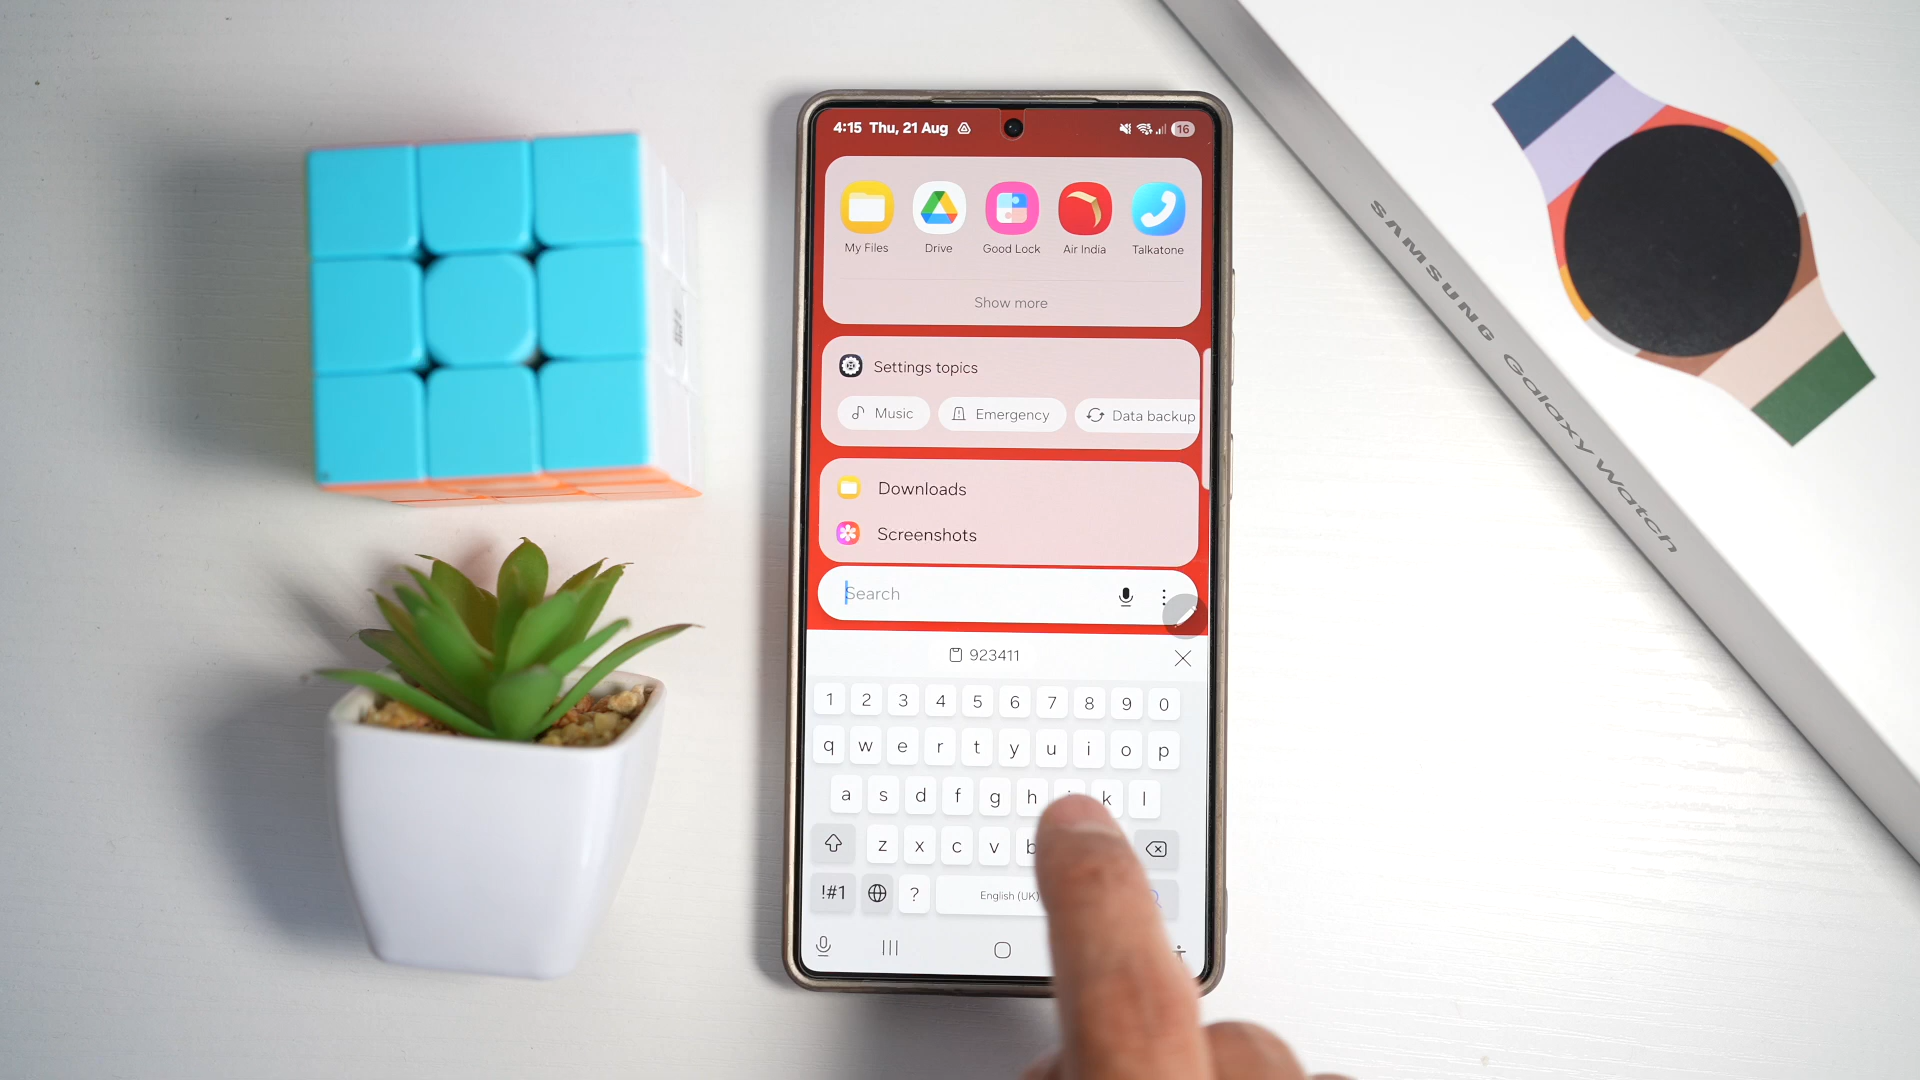 4:15 Thu, 21 Aug
16
My Files Drive Good Lock Air India Talkatone
Show more
Settings topics
Music Emergency Data backup
Downloads
Screenshots
Search
923411
1 2 3 4 5 6 7 8 9 0
q w e r t y u i o p
a s d f g h k l
z x c v b
!#1 ? English (UK)
SAMSUNG Galaxy Watch